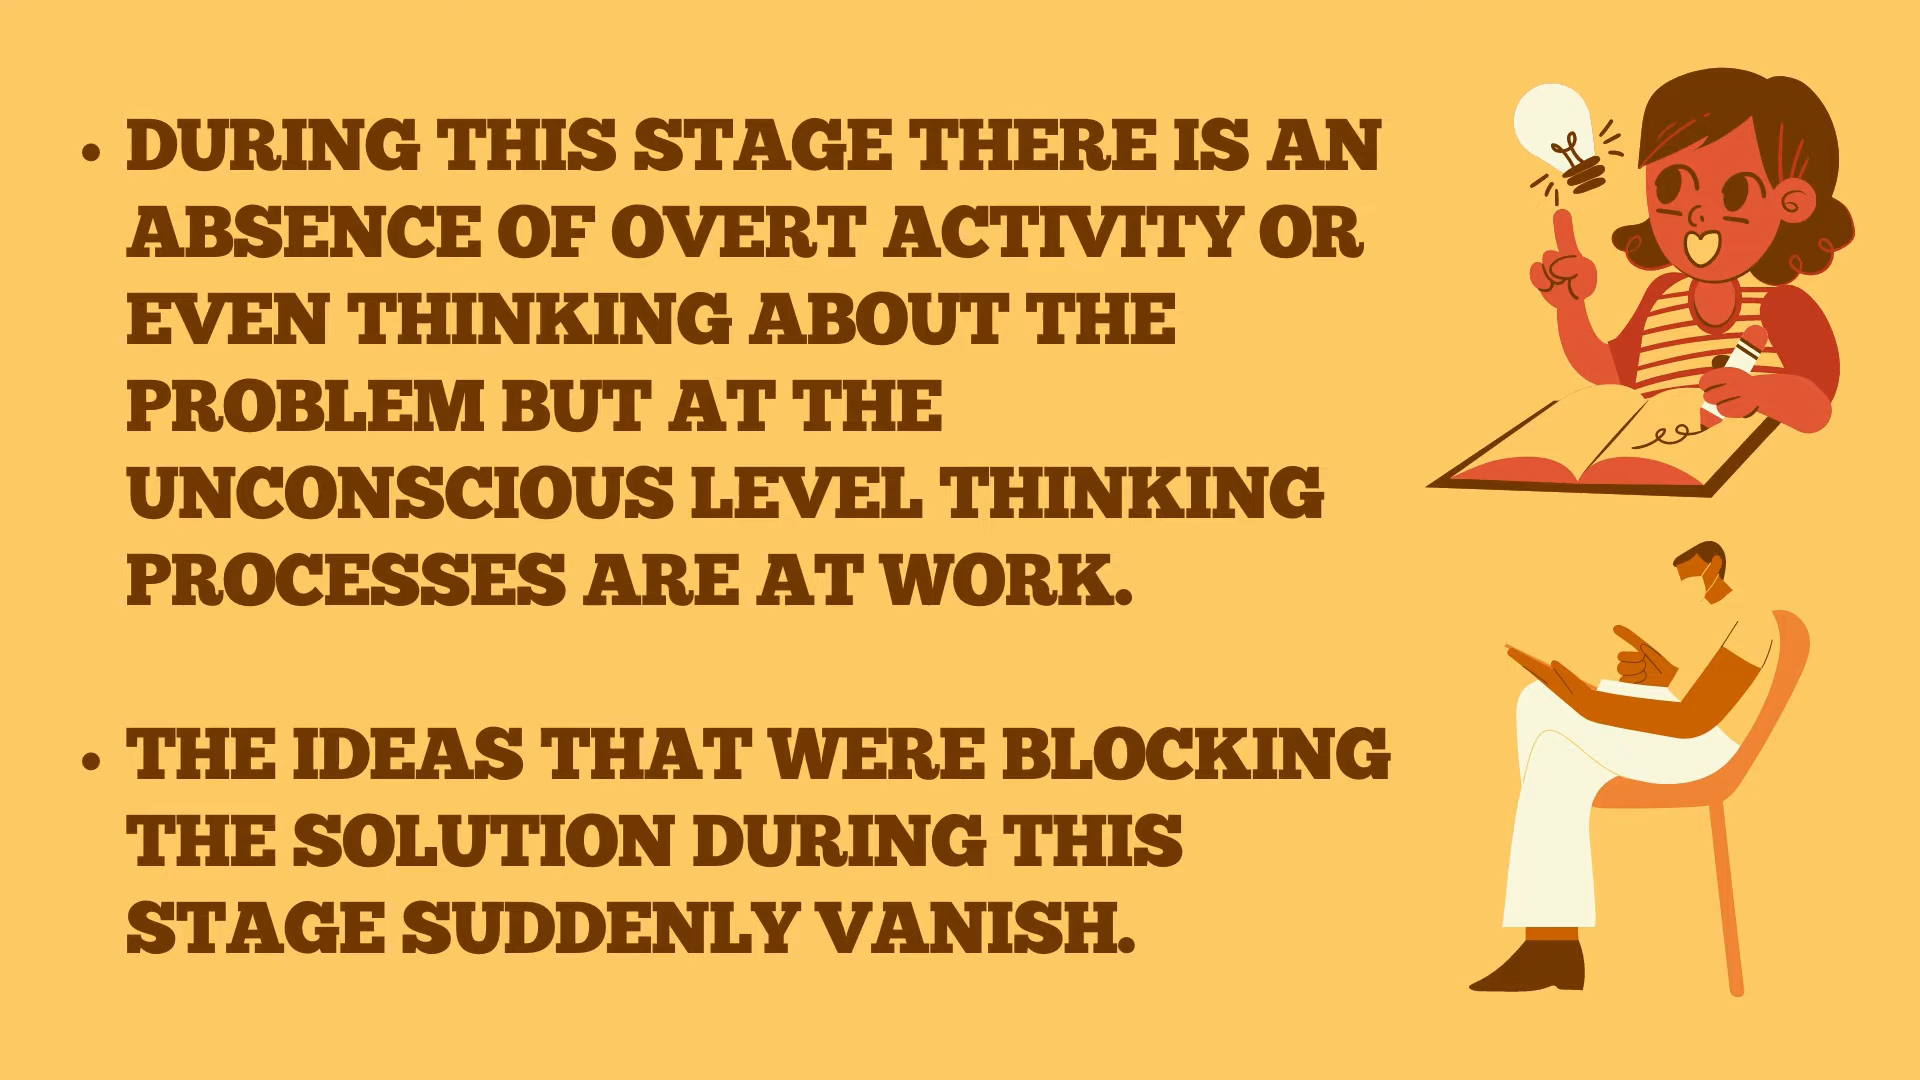 • DURING THIS STAGE THERE IS AN
ABSENCE OF OVERT ACTIVITY OR
EVEN THINKING ABOUT THE
PROBLEM BUT AT THE
UNCONSCIOUS LEVEL THINKING
PROCESSES ARE AT WORK.
• THE IDEAS THAT WERE BLOCKING
THE SOLUTION DURING THIS
STAGE SUDDENLY VANISH.